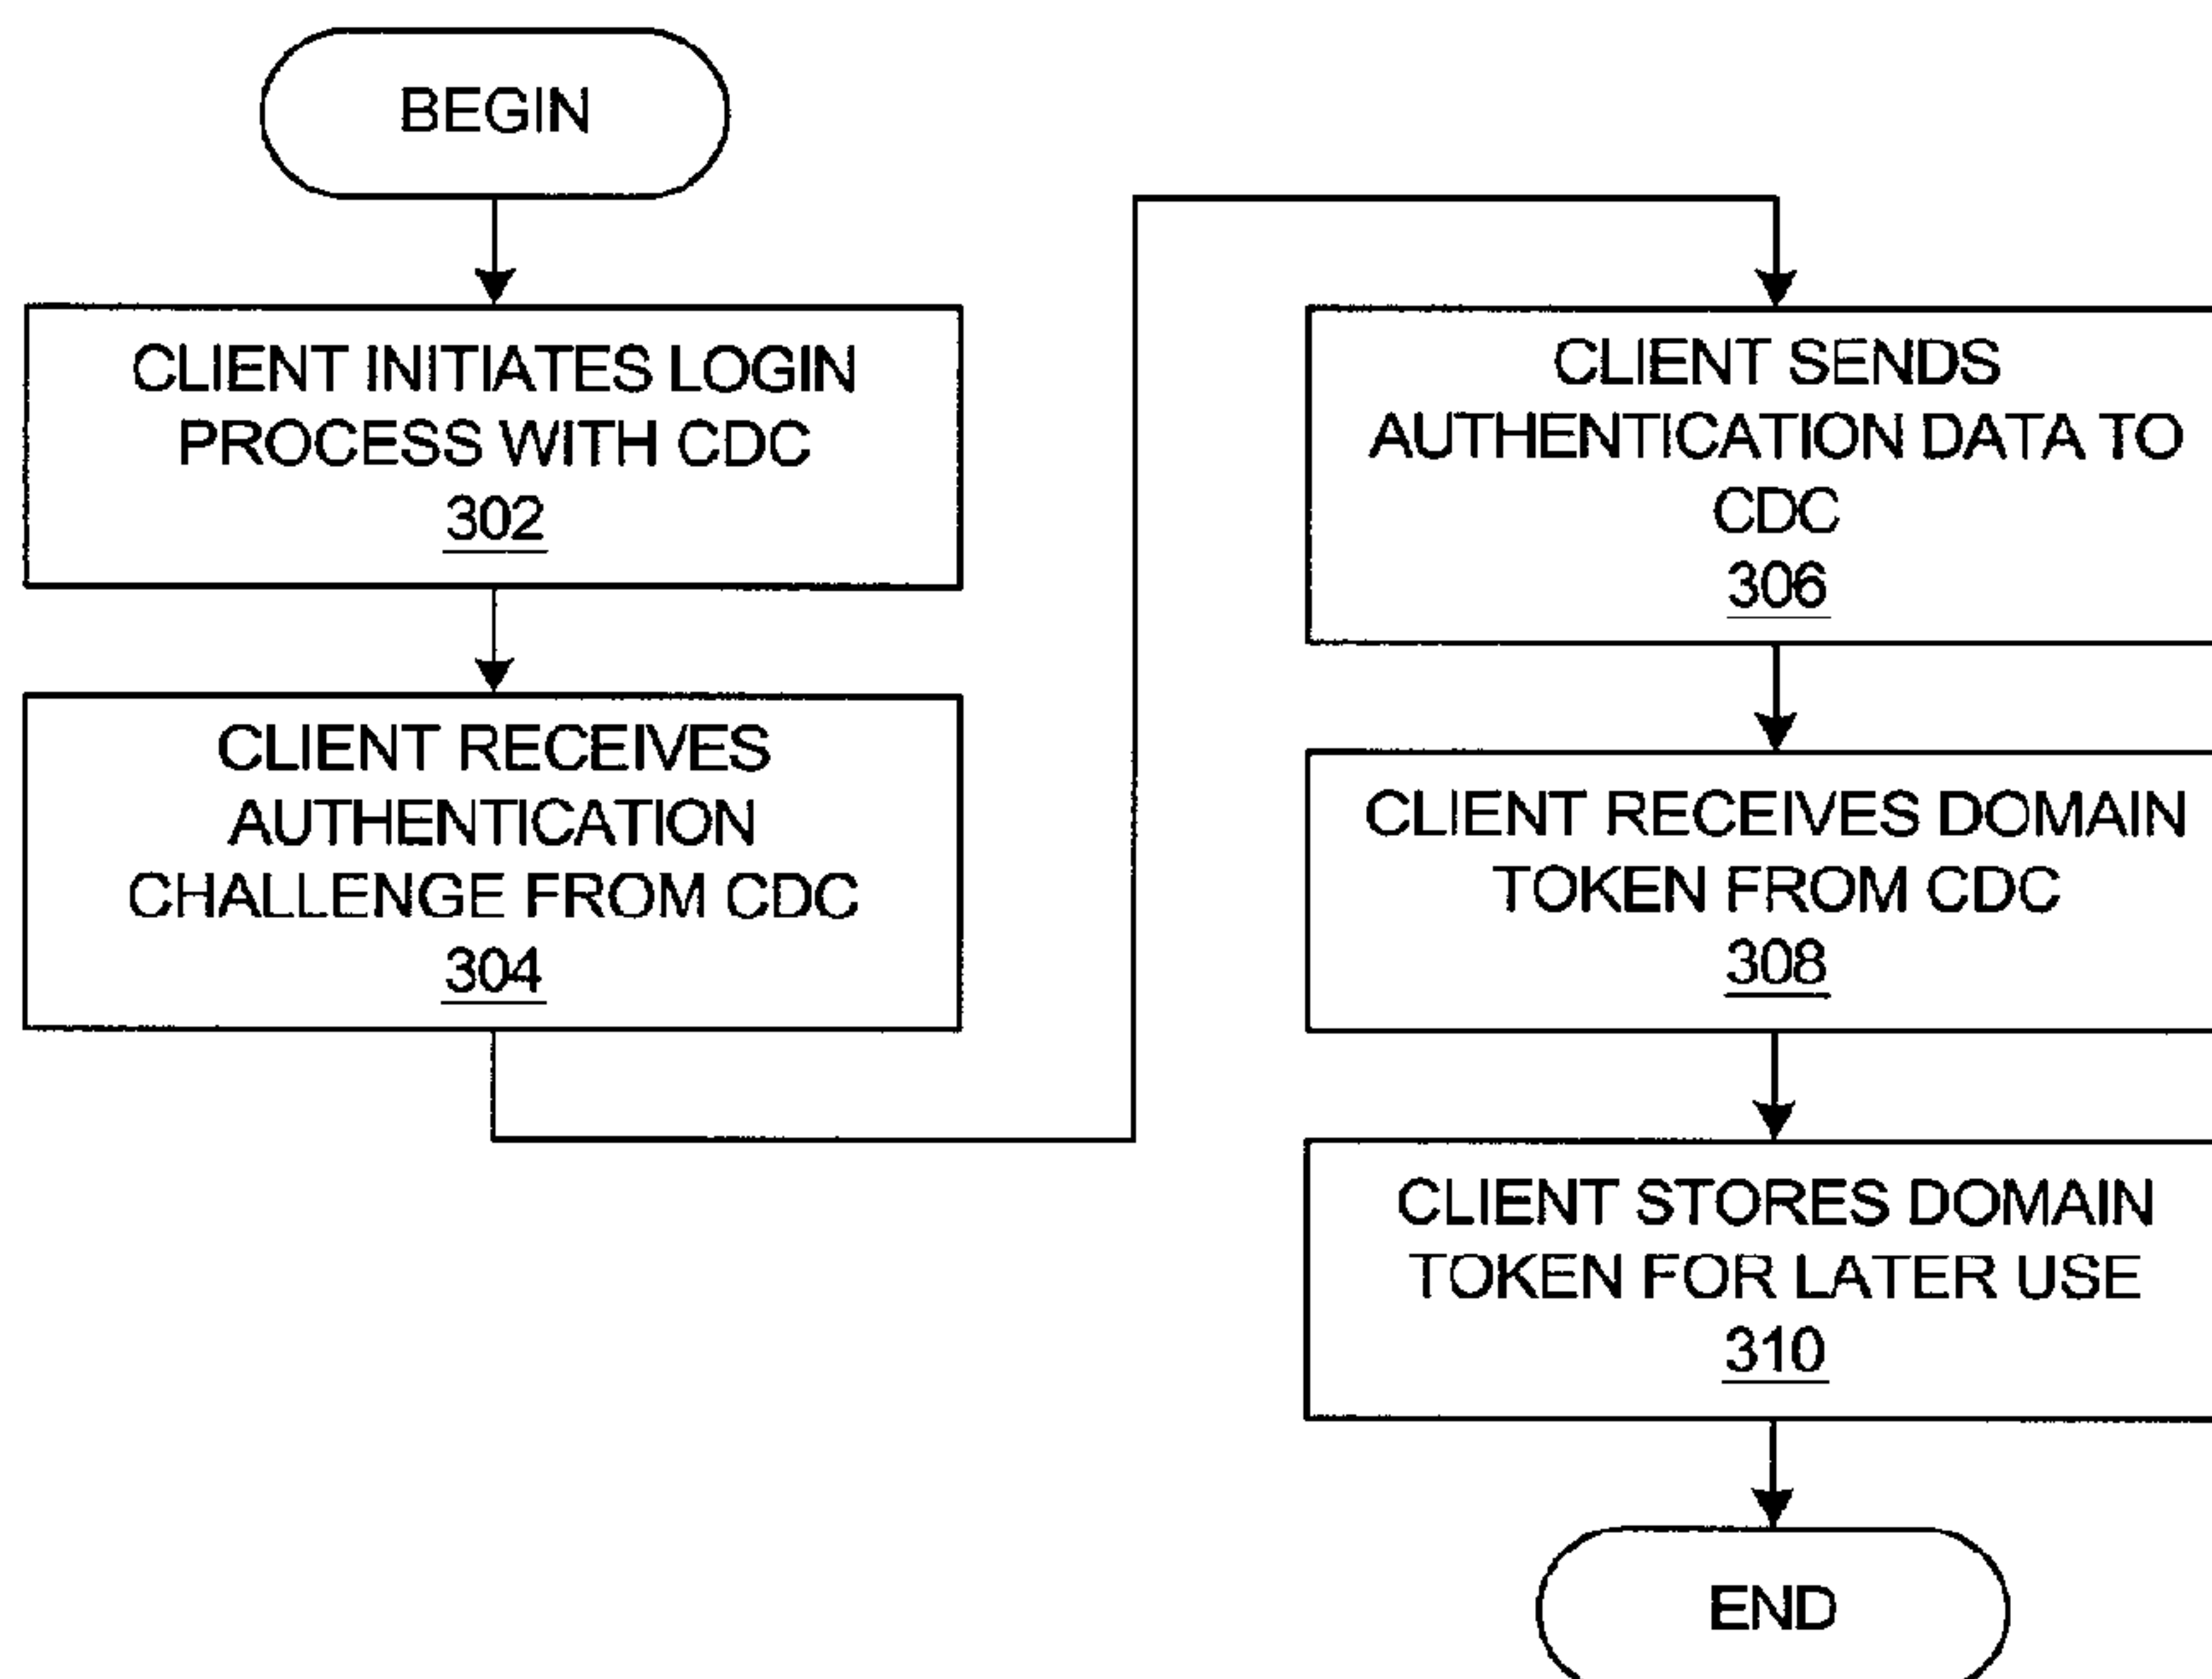 BEGIN
CLIENT INITIATES LOGIN
PROCESS WITH CDC
302
CLIENT RECEIVES
AUTHENTICATION
CHALLENGE FROM CDC
304
CLIENT SENDS
AUTHENTICATION DATA TO
CDC
306
CLIENT RECEIVES DOMAIN
TOKEN FROM CDC
308
CLIENT STORES DOMAIN
TOKEN FOR LATER USE
310
END